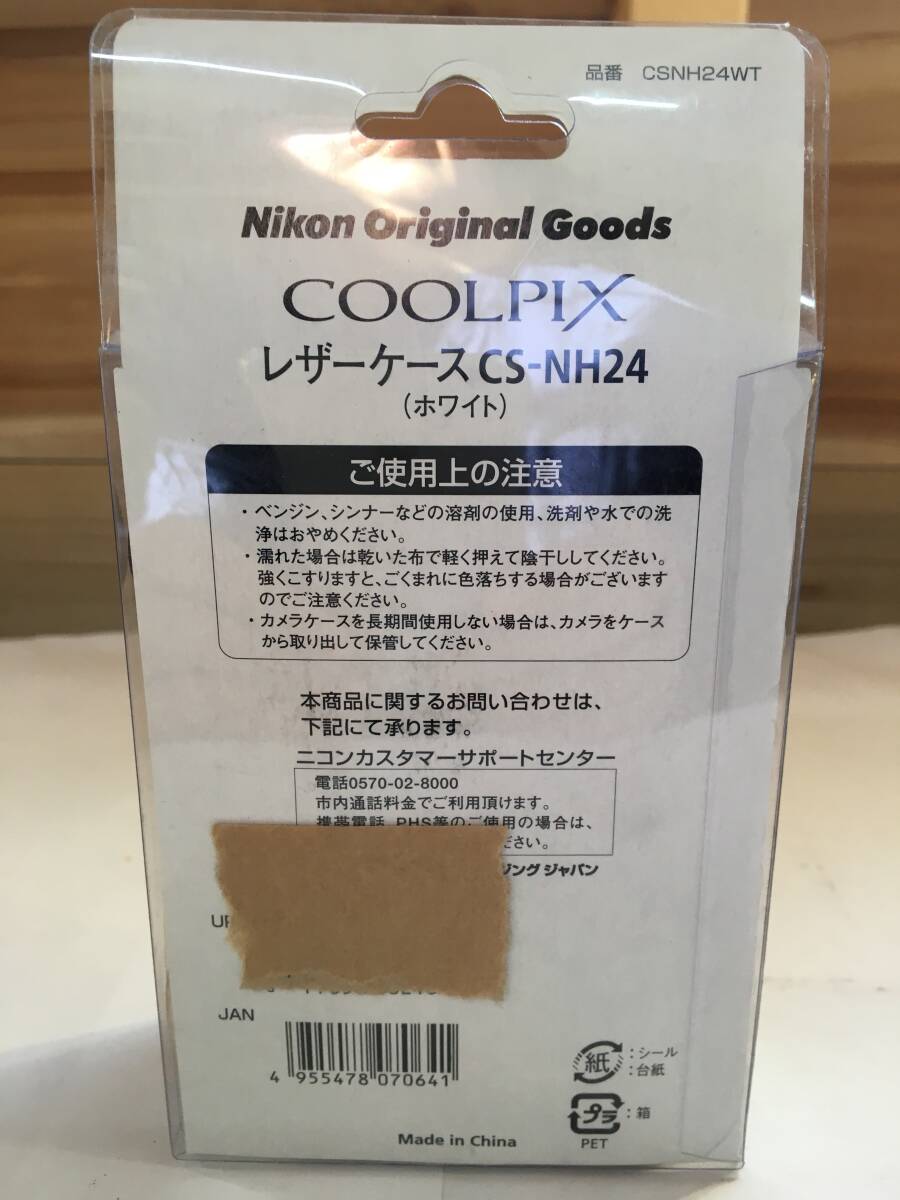 品番 CSNH24WT
Nikon Original Goods
COOLPIX
レザーケース CS-NH24
（ホワイト）
ご使用上の注意
・ベンジン、シンナーなどの溶剤の使用、洗剤や水での洗
浄はおやめください。
・濡れた場合は乾いた布で軽く押えて陰干ししてください。
強くこすりますと、ごくまれに色落ちする場合がございます
のでご注意ください。
・カメラケースを長期間使用しない場合は、カメラをケース
から取り出して保管してください。
本商品に関するお問い合わせは、
下記にて承ります。
ニコンカスタマーサポートセンター
電話0570-02-8000
市内通話料金でご利用頂けます。
携帯電話、PHS等のご使用の場合は、
ださい。
ジング ジャパン
JAN
4 955478 070641
紙：シール
：台紙
プラ：箱
PET
Made in China